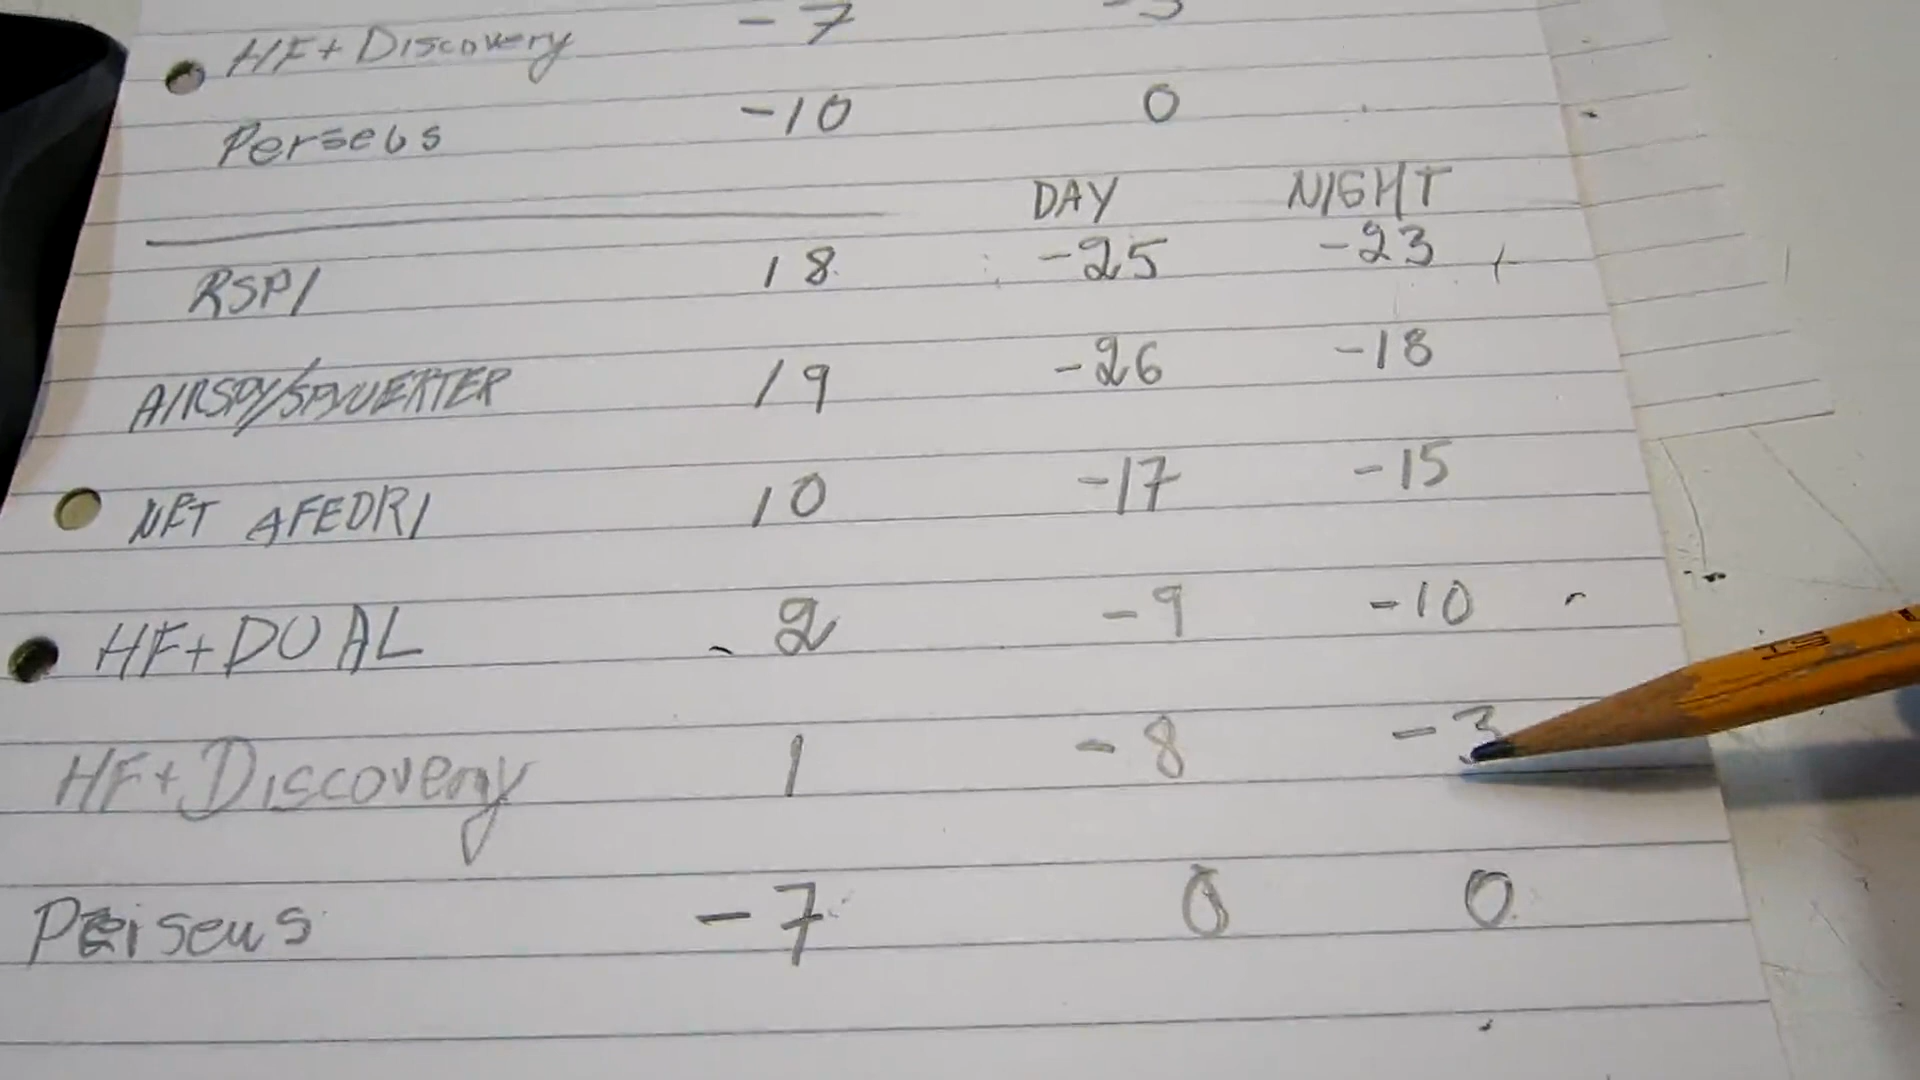 HF+ Discovery -7 -3
Perseus -10 0
DAY NIGHT
RSP1 18 -25 -23
AIRSPY/SPYVERTER 19 -26 -18
NET AFEDRI 10 -17 -15
HF+DUAL 2 -9 -10
HF+Discovery 1 -8 -3
Perseus -7 0 0